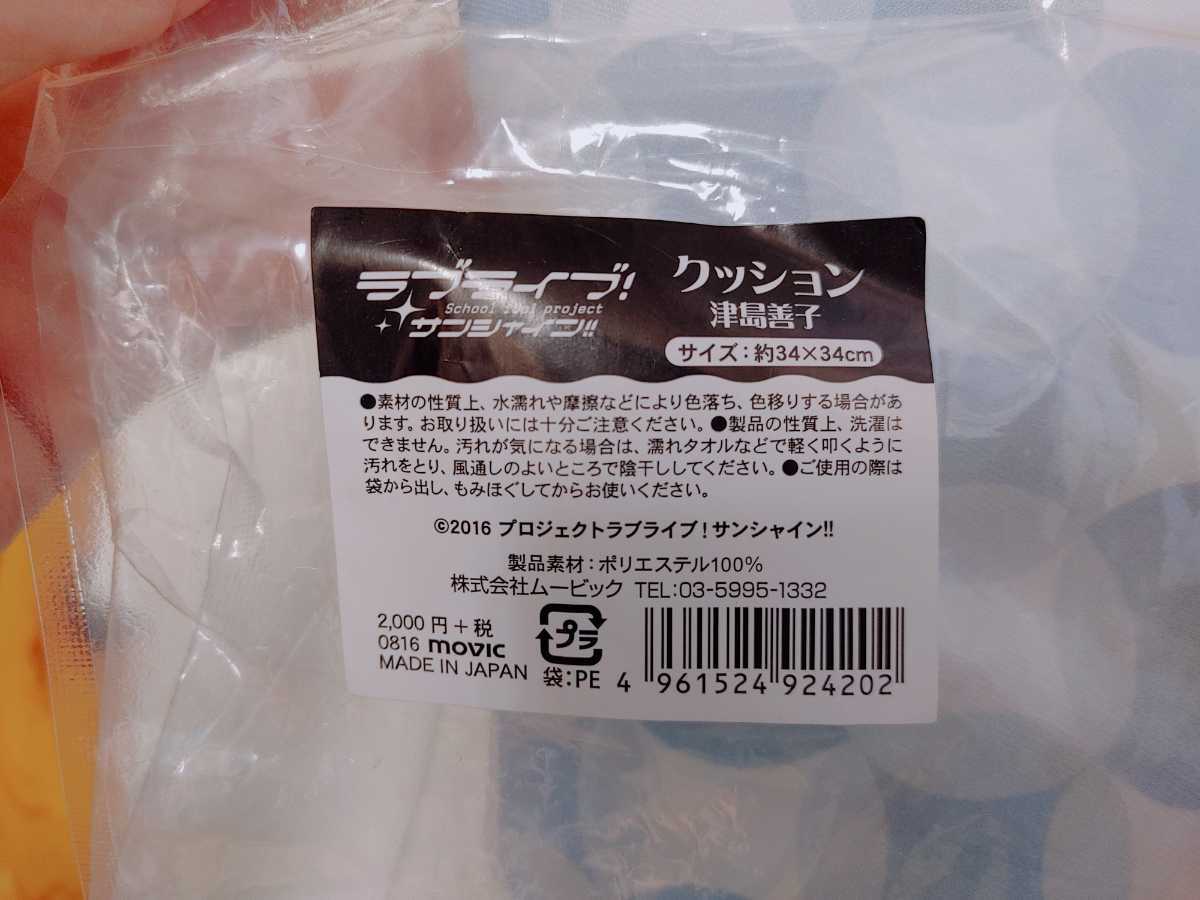 ラブライブ!
School idol project
サンシャイン!!
クッション
津島善子
サイズ:約34×34cm
●素材の性質上、水濡れや摩擦などにより色落ち、色移りする場合があ
ります。お取り扱いには十分ご注意ください。●製品の性質上、洗濯は
できません。汚れが気になる場合は、濡れタオルなどで軽く叩くように
汚れをとり、風通しのよいところで陰干ししてください。●ご使用の際は
袋から出し、もみほぐしてからお使いください。
©2016 プロジェクトラブライブ!サンシャイン!!
製品素材:ポリエステル100%
株式会社ムービック TEL:03-5995-1332
2,000円+税
0816 movic
MADE IN JAPAN
プラ
袋:PE
4 961524 924202